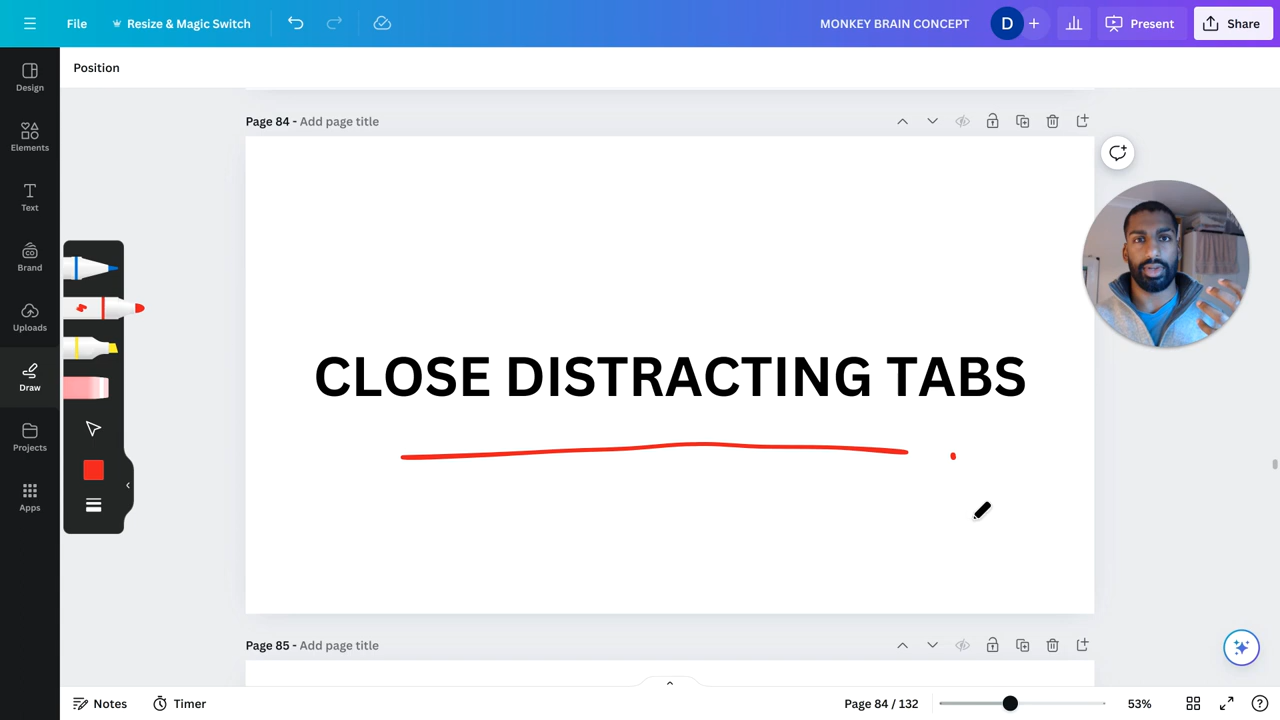 File
Resize & Magic Switch
MONKEY BRAIN CONCEPT
D
+
Present
Share
Position
Design
Elements
Text
Brand
Uploads
Draw
Projects
Apps
Page 84 - Add page title
CLOSE DISTRACTING TABS
Page 85 - Add page title
Notes
Timer
Page 84 / 132
53%